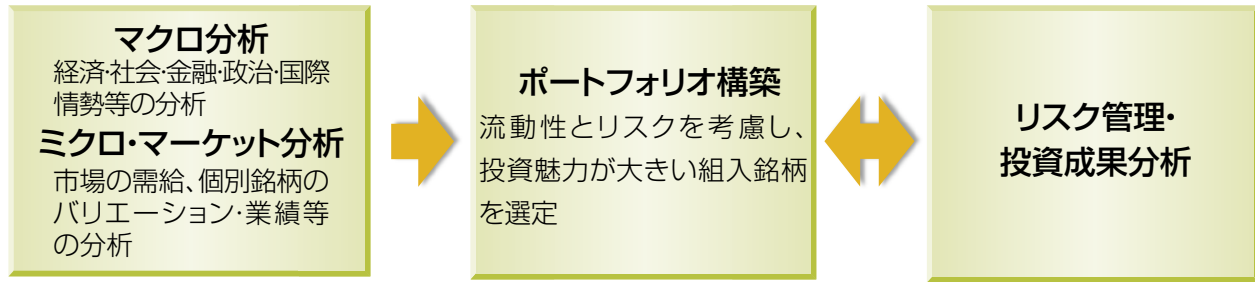 マクロ分析
経済・社会・金融・政治・国際
情勢等の分析
ミクロ・マーケット分析
市場の需給、個別銘柄の
バリエーション・業績等
の分析
ポートフォリオ構築
流動性とリスクを考慮し、
投資魅力が大きい組入銘柄
を選定
リスク管理・
投資成果分析